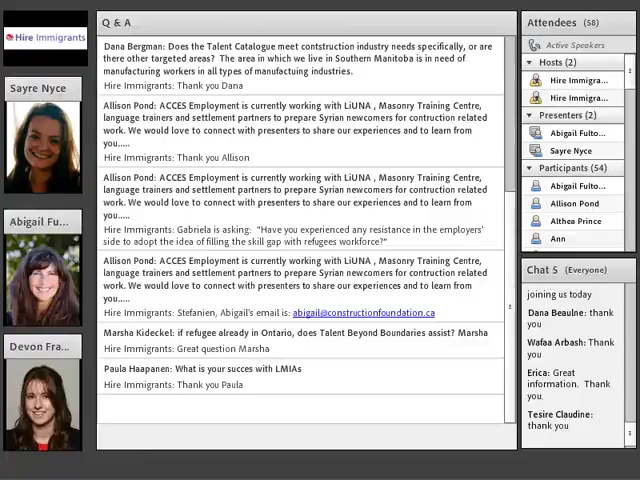 Hire Immigrants
Sayre Nyce
Abigail Fu...
Devon Fra...
Q & A
Dana Bergman: Does the Talent Catalogue meet contstruction industry needs specifically, or are
there other targeted areas? The area in which we live in Southern Manitoba is in need of
manufacturing workers in all types of manufacturing industries.
Hire Immigrants: Thank you Dana
Allison Pond: ACCES Employment is currently working with LiUNA , Masonry Training Centre,
language trainers and settlement partners to prepare Syrian newcomers for contruction related
work. We would love to connect with presenters to share our experiences and to learn from
you.....
Hire Immigrants: Thank you Allison
Allison Pond: ACCES Employment is currently working with LiUNA , Masonry Training Centre,
language trainers and settlement partners to prepare Syrian newcomers for contruction related
work. We would love to connect with presenters to share our experiences and to learn from
you.....
Hire Immigrants: Gabriela is asking: "Have you experienced any resistance in the employers'
side to adopt the idea of filling the skill gap with refugees workforce?"
Allison Pond: ACCES Employment is currently working with LiUNA , Masonry Training Centre,
language trainers and settlement partners to prepare Syrian newcomers for contruction related
work. We would love to connect with presenters to share our experiences and to learn from
you.....
Hire Immigrants: Stefanien, Abigail's email is: abigail@constructionfoundation.ca
Marsha Kideckel: if refugee already in Ontario, does Talent Beyond Boundaries assist? Marsha
Hire Immigrants: Great question Marsha
Paula Haapanen: What is your succes with LMIAs
Hire Immigrants: Thank you Paula
Attendees (58)
Active Speakers
Hosts (2)
Hire Immigra...
Hire Immigra...
Presenters (2)
Abigail Fulto...
Sayre Nyce
Participants (54)
Abigail Fulto...
Allison Pond
Althea Prince
Ann
Chat 5 (Everyone)
joining us today
Dana Beaulne: thank
you
Wafaa Arbash: Thank
you
Erica: Great
information. Thank
you.
Tesire Claudine:
thank you